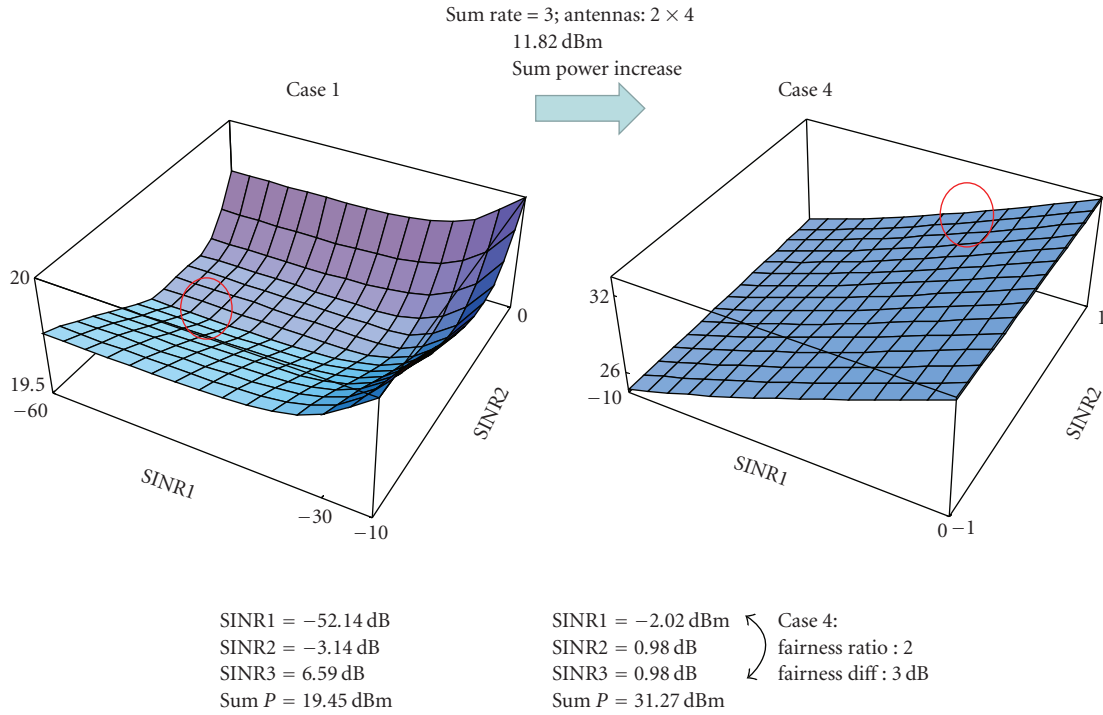 Sum rate = 3; antennas: 2 × 4
11.82 dBm
Sum power increase
Case 1
Case 4
20
19.5
−60
SINR1
−30
−10
0
SINR2
32
26
−10
SINR1
0
−1
1
SINR2
SINR1 = −52.14 dB
SINR2 = −3.14 dB
SINR3 = 6.59 dB
Sum P = 19.45 dBm
SINR1 = −2.02 dBm
SINR2 = 0.98 dB
SINR3 = 0.98 dB
Sum P = 31.27 dBm
Case 4:
fairness ratio : 2
fairness diff : 3 dB